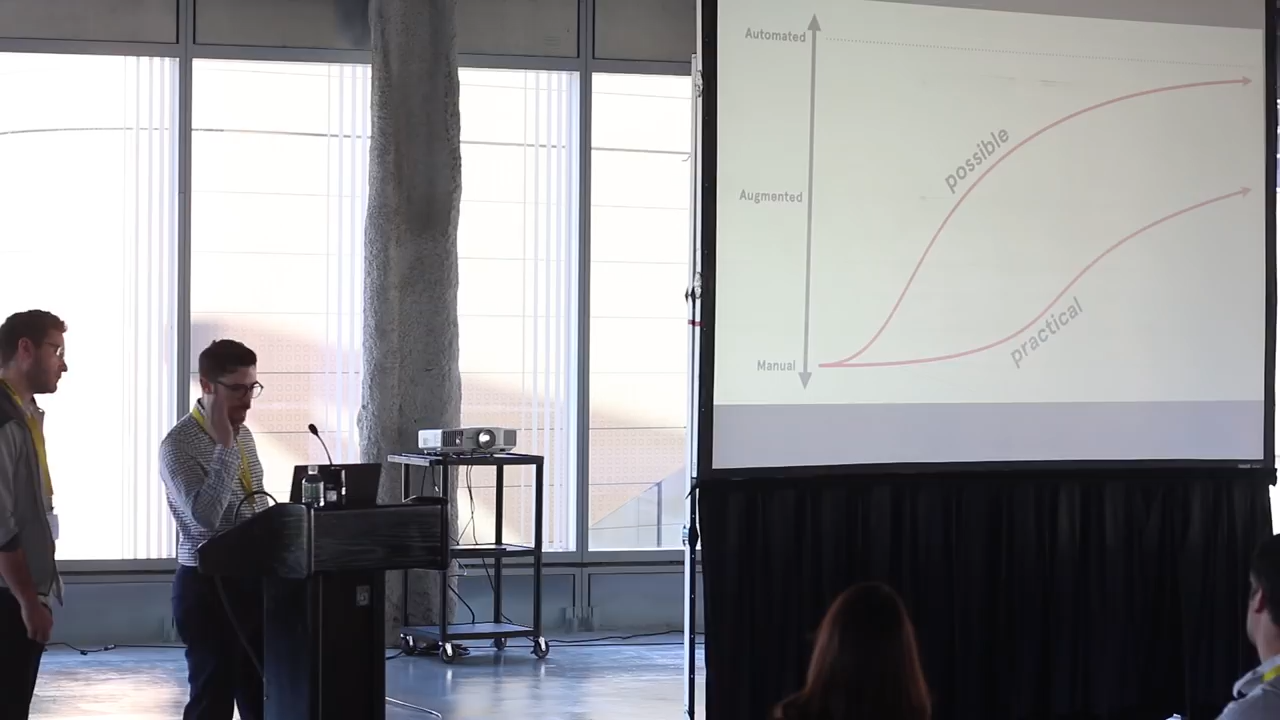 Automated
possible
Augmented
practical
Manual